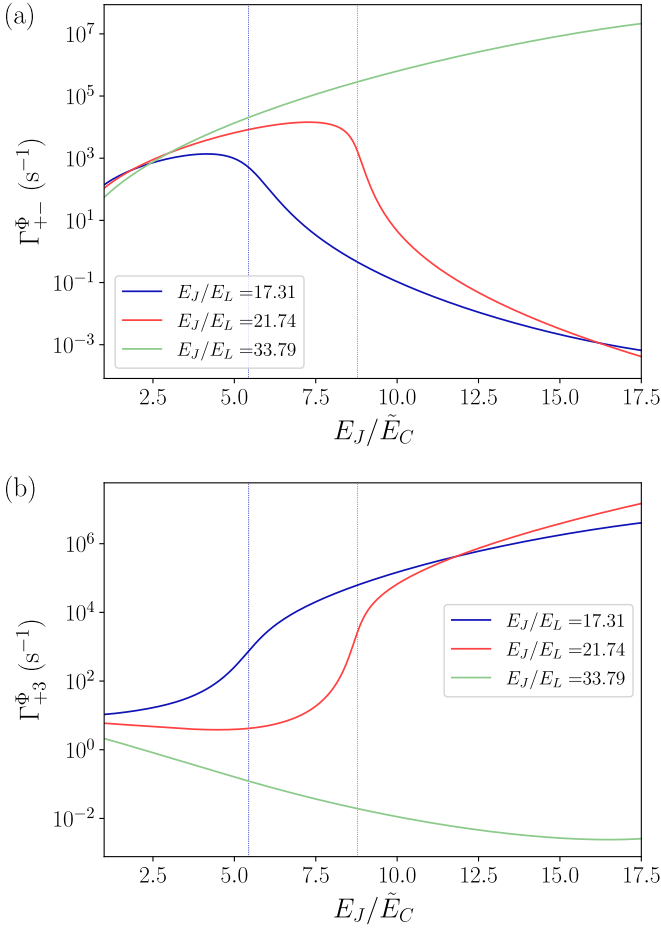 (a)
10^7
10^5
10^3
10^1
10^{-1}
10^{-3}
Γ^Φ_{+−} (s^{−1})
E_J/E_L =17.31
E_J/E_L =21.74
E_J/E_L =33.79
2.5 5.0 7.5 10.0 12.5 15.0 17.5
E_J/Ẽ_C
(b)
10^6
10^4
10^2
10^0
10^{-2}
Γ^Φ_{+3} (s^{−1})
E_J/E_L =17.31
E_J/E_L =21.74
E_J/E_L =33.79
2.5 5.0 7.5 10.0 12.5 15.0 17.5
E_J/Ẽ_C